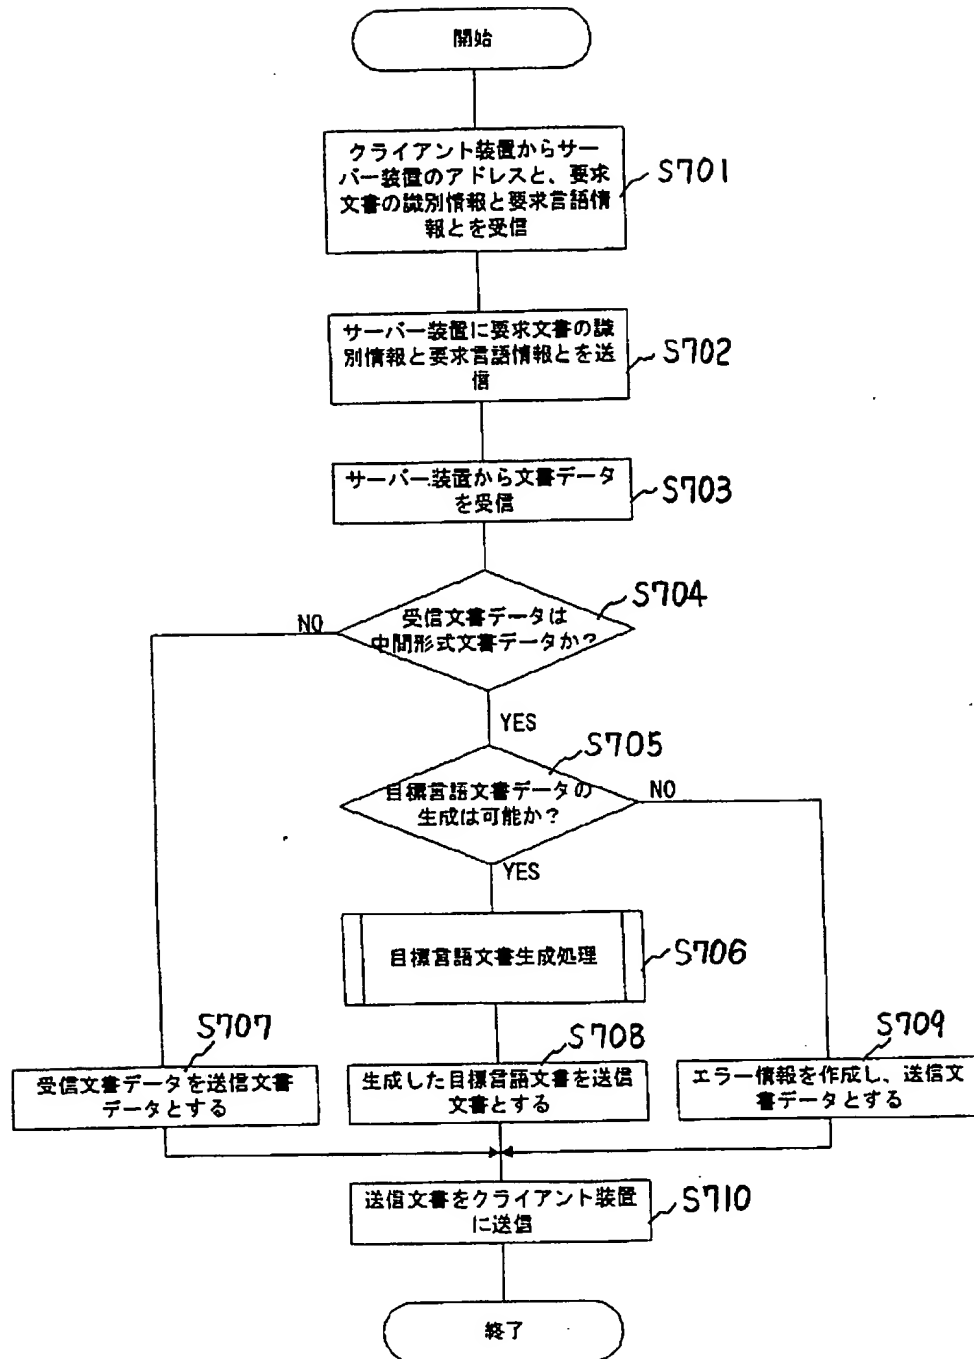 開始
クライアント装置からサー
バー装置のアドレスと、要求
文書の識別情報と要求言語情
報とを受信
S701
サーバー装置に要求文書の識
別情報と要求言語情報とを送
信
S702
サーバー装置から文書データ
を受信
S703
S704
受信文書データは
中間形式文書データか?
NO
YES
S705
目標言語文書データの
生成は可能か?
NO
YES
目標言語文書生成処理
S706
S707
受信文書データを送信文書
データとする
S708
生成した目標言語文書を送信
文書とする
S709
エラー情報を作成し、送信文
書データとする
送信文書をクライアント装置
に送信
S710
終了